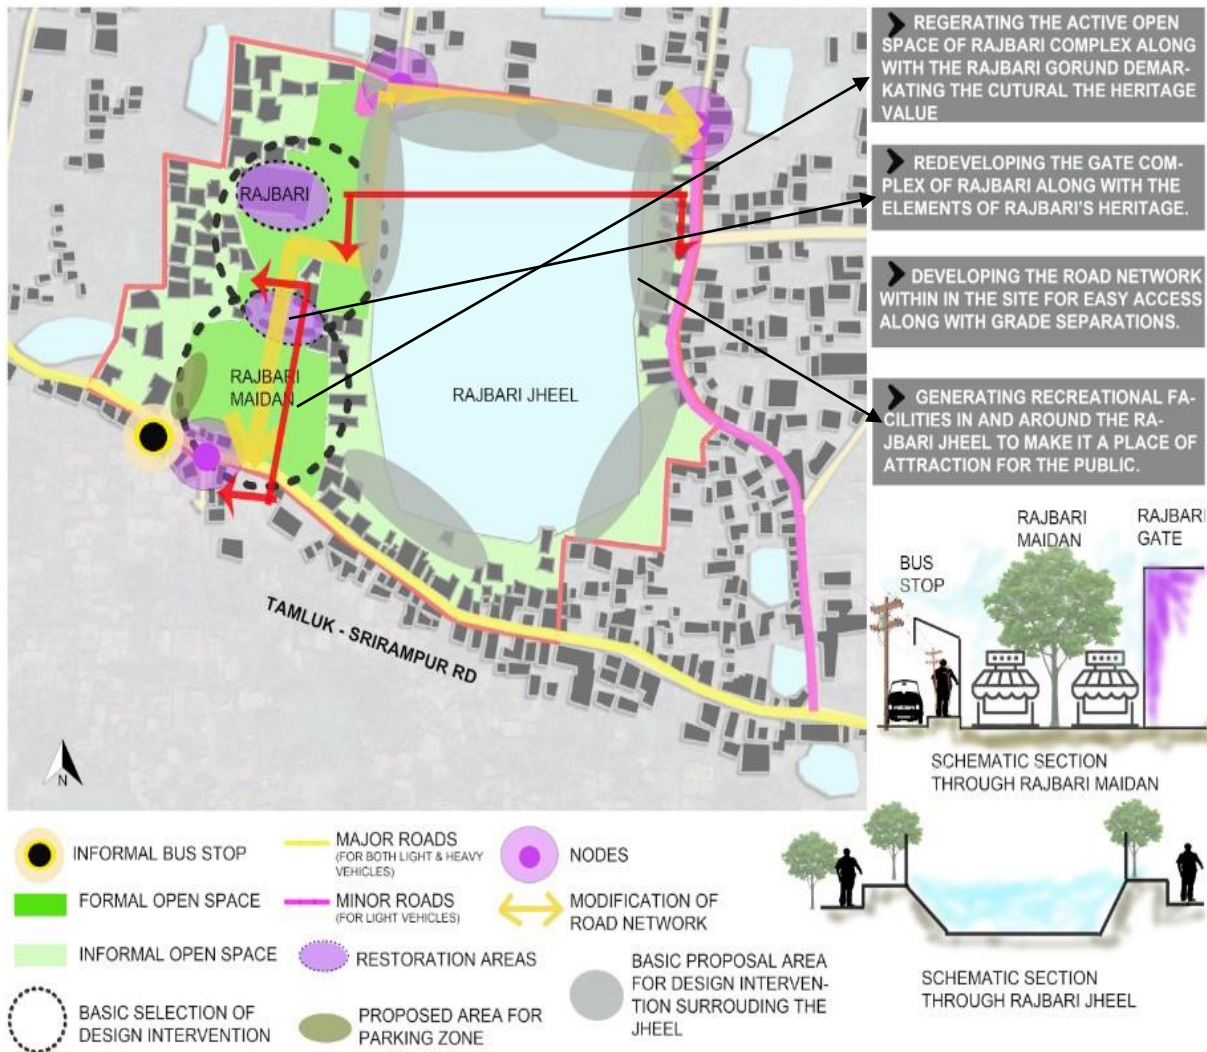 ➤ REGERATING THE ACTIVE OPEN
SPACE OF RAJBARI COMPLEX ALONG
WITH THE RAJBARI GORUND DEMAR-
KATING THE CUTURAL THE HERITAGE
VALUE
➤ REDEVELOPING THE GATE COM-
PLEX OF RAJBARI ALONG WITH THE
ELEMENTS OF RAJBARI'S HERITAGE.
➤ DEVELOPING THE ROAD NETWORK
WITHIN IN THE SITE FOR EASY ACCESS
ALONG WITH GRADE SEPARATIONS.
➤ GENERATING RECREATIONAL FA-
CILITIES IN AND AROUND THE RA-
JBARI JHEEL TO MAKE IT A PLACE OF
ATTRACTION FOR THE PUBLIC.
RAJBARI
RAJBARI
MAIDAN
RAJBARI JHEEL
TAMLUK - SRIRAMPUR RD
N
RAJBARI
MAIDAN
RAJBARI
GATE
BUS
STOP
SCHEMATIC SECTION
THROUGH RAJBARI MAIDAN
INFORMAL BUS STOP
FORMAL OPEN SPACE
INFORMAL OPEN SPACE
BASIC SELECTION OF
DESIGN INTERVENTION
MAJOR ROADS
(FOR BOTH LIGHT & HEAVY
VEHICLES)
MINOR ROADS
(FOR LIGHT VEHICLES)
RESTORATION AREAS
PROPOSED AREA FOR
PARKING ZONE
NODES
MODIFICATION OF
ROAD NETWORK
BASIC PROPOSAL AREA
FOR DESIGN INTERVEN-
TION SURROUDING THE
JHEEL
SCHEMATIC SECTION
THROUGH RAJBARI JHEEL